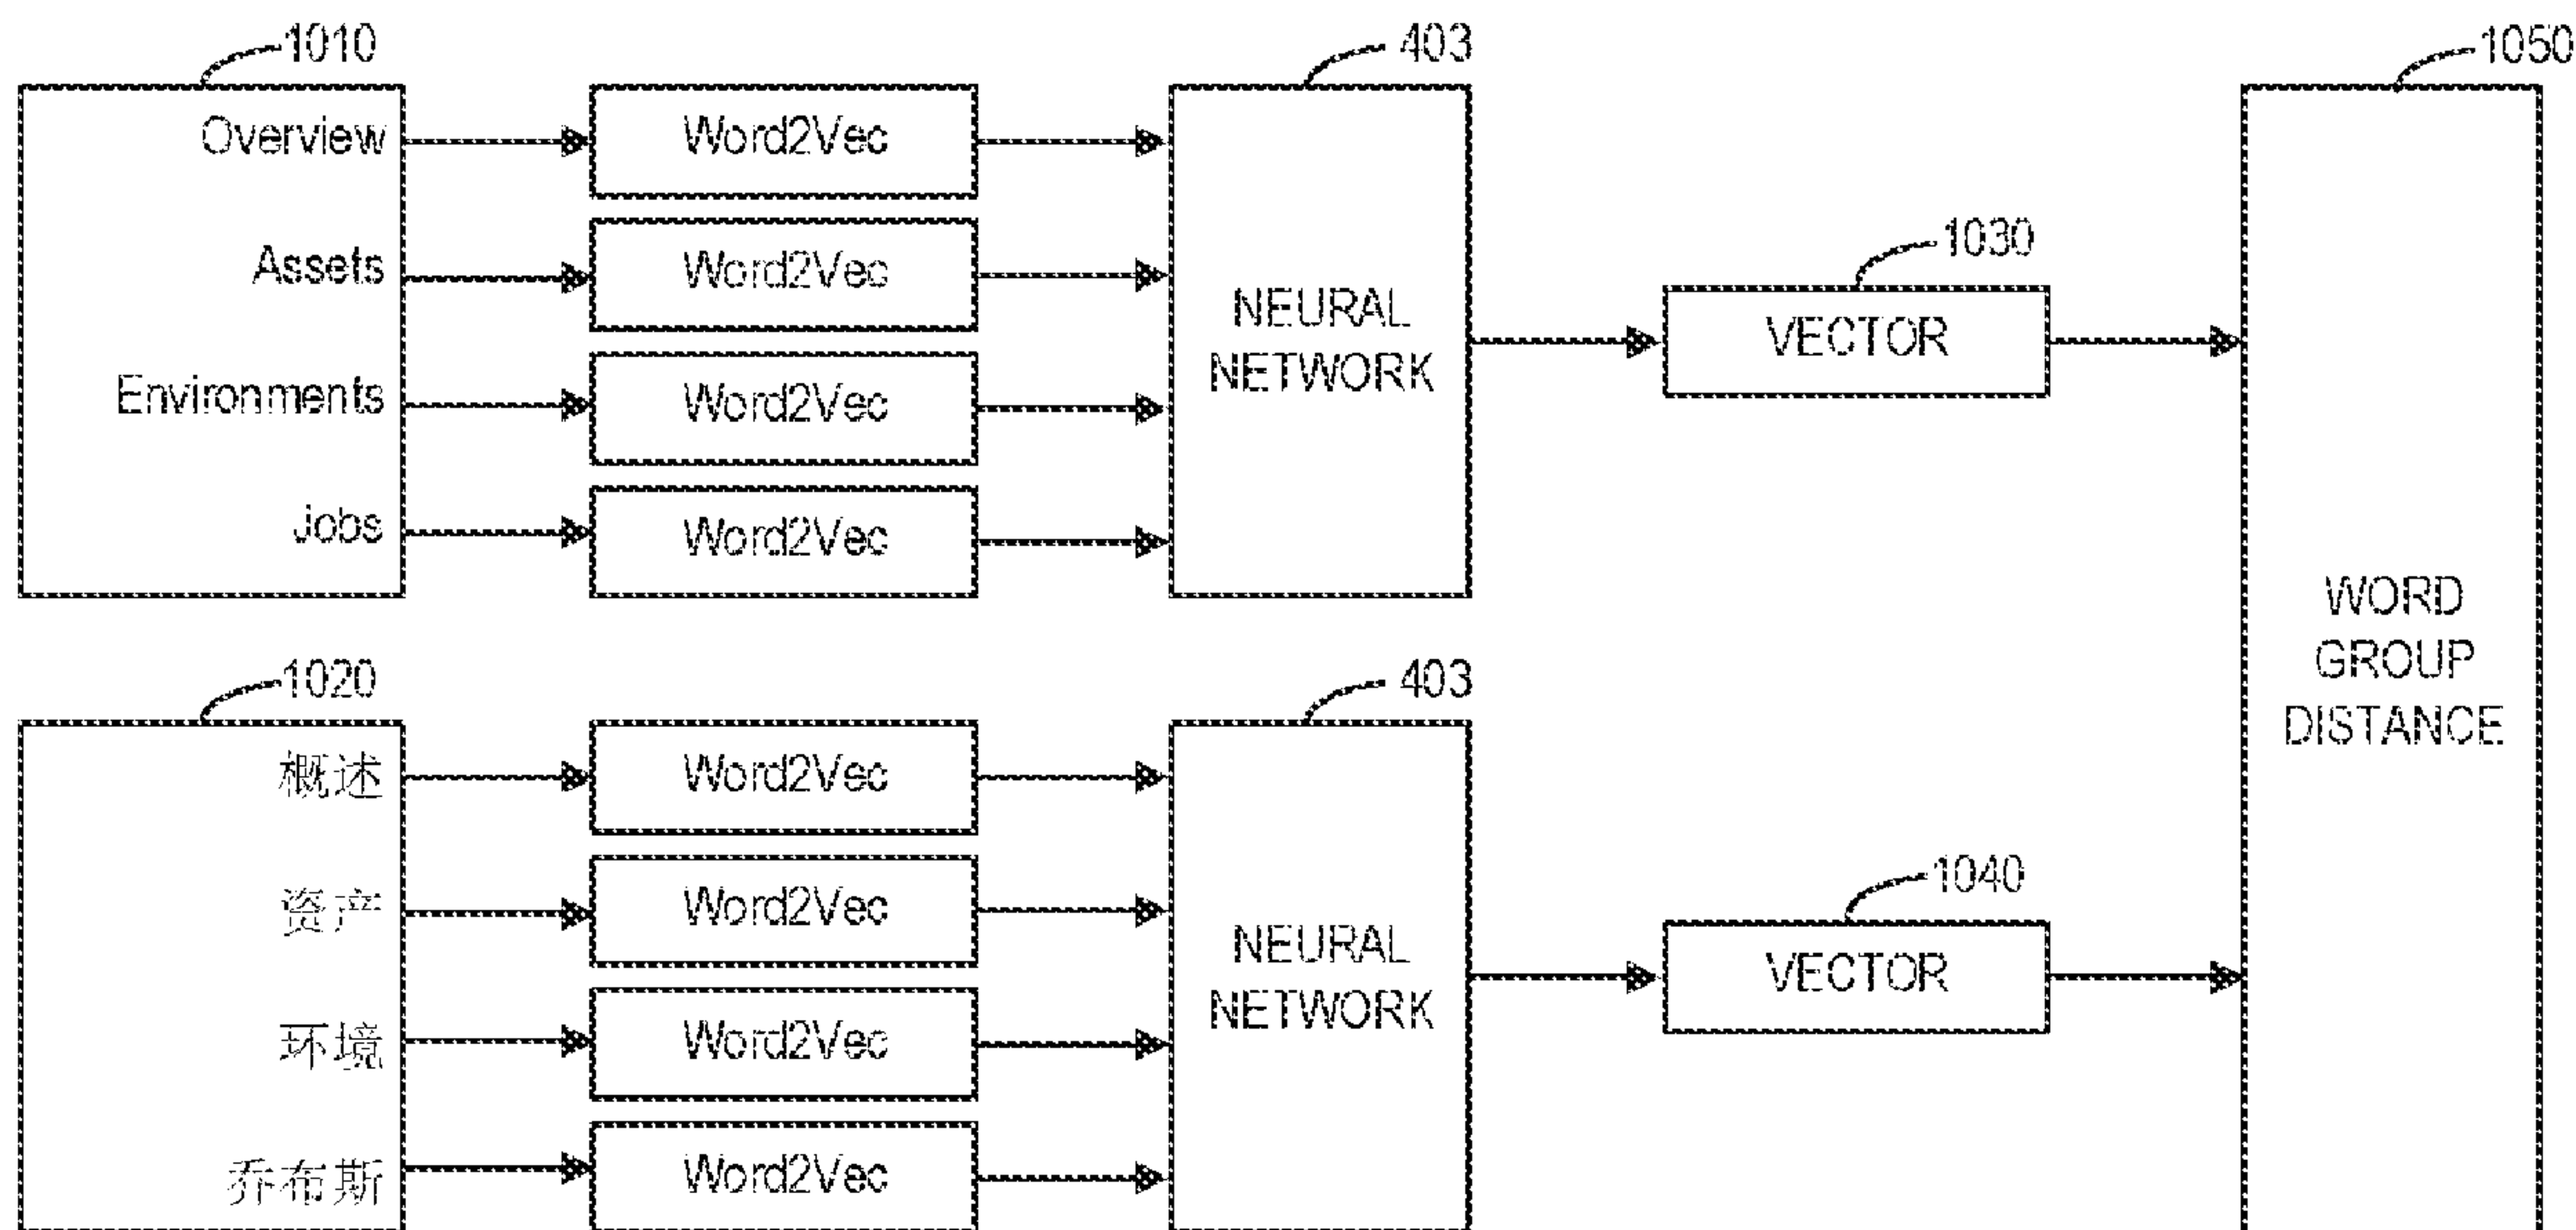 1010
403
1050
Overview
Word2Vec
Assets
Word2Vec
1030
NEURAL
NETWORK
VECTOR
Environments
Word2Vec
Jobs
Word2Vec
WORD
GROUP
DISTANCE
1020
403
概述
Word2Vec
资产
Word2Vec
1040
NEURAL
NETWORK
VECTOR
环境
Word2Vec
乔布斯
Word2Vec